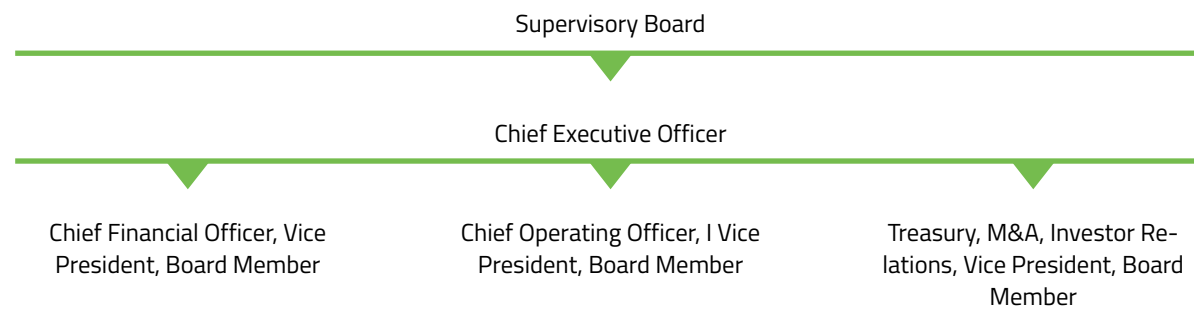 Supervisory Board
Chief Executive Officer
Chief Financial Officer, Vice
President, Board Member
Chief Operating Officer, I Vice
President, Board Member
Treasury, M&A, Investor Re-
lations, Vice President, Board
Member